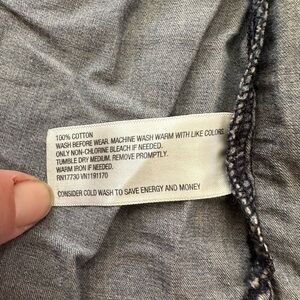 100% COTTON
WASH BEFORE WEAR. MACHINE WASH WARM WITH LIKE COLORS.
ONLY NON-CHLORINE BLEACH IF NEEDED.
TUMBLE DRY MEDIUM. REMOVE PROMPTLY.
WARM IRON IF NEEDED.
RN17730 VN1191170
CONSIDER COLD WASH TO SAVE ENERGY AND MONEY